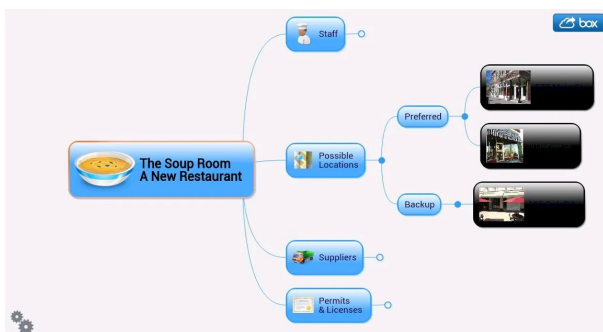 box
Staff
Preferred
The Soup Room
A New Restaurant
Possible
Locations
Backup
Suppliers
Permits
& Licenses